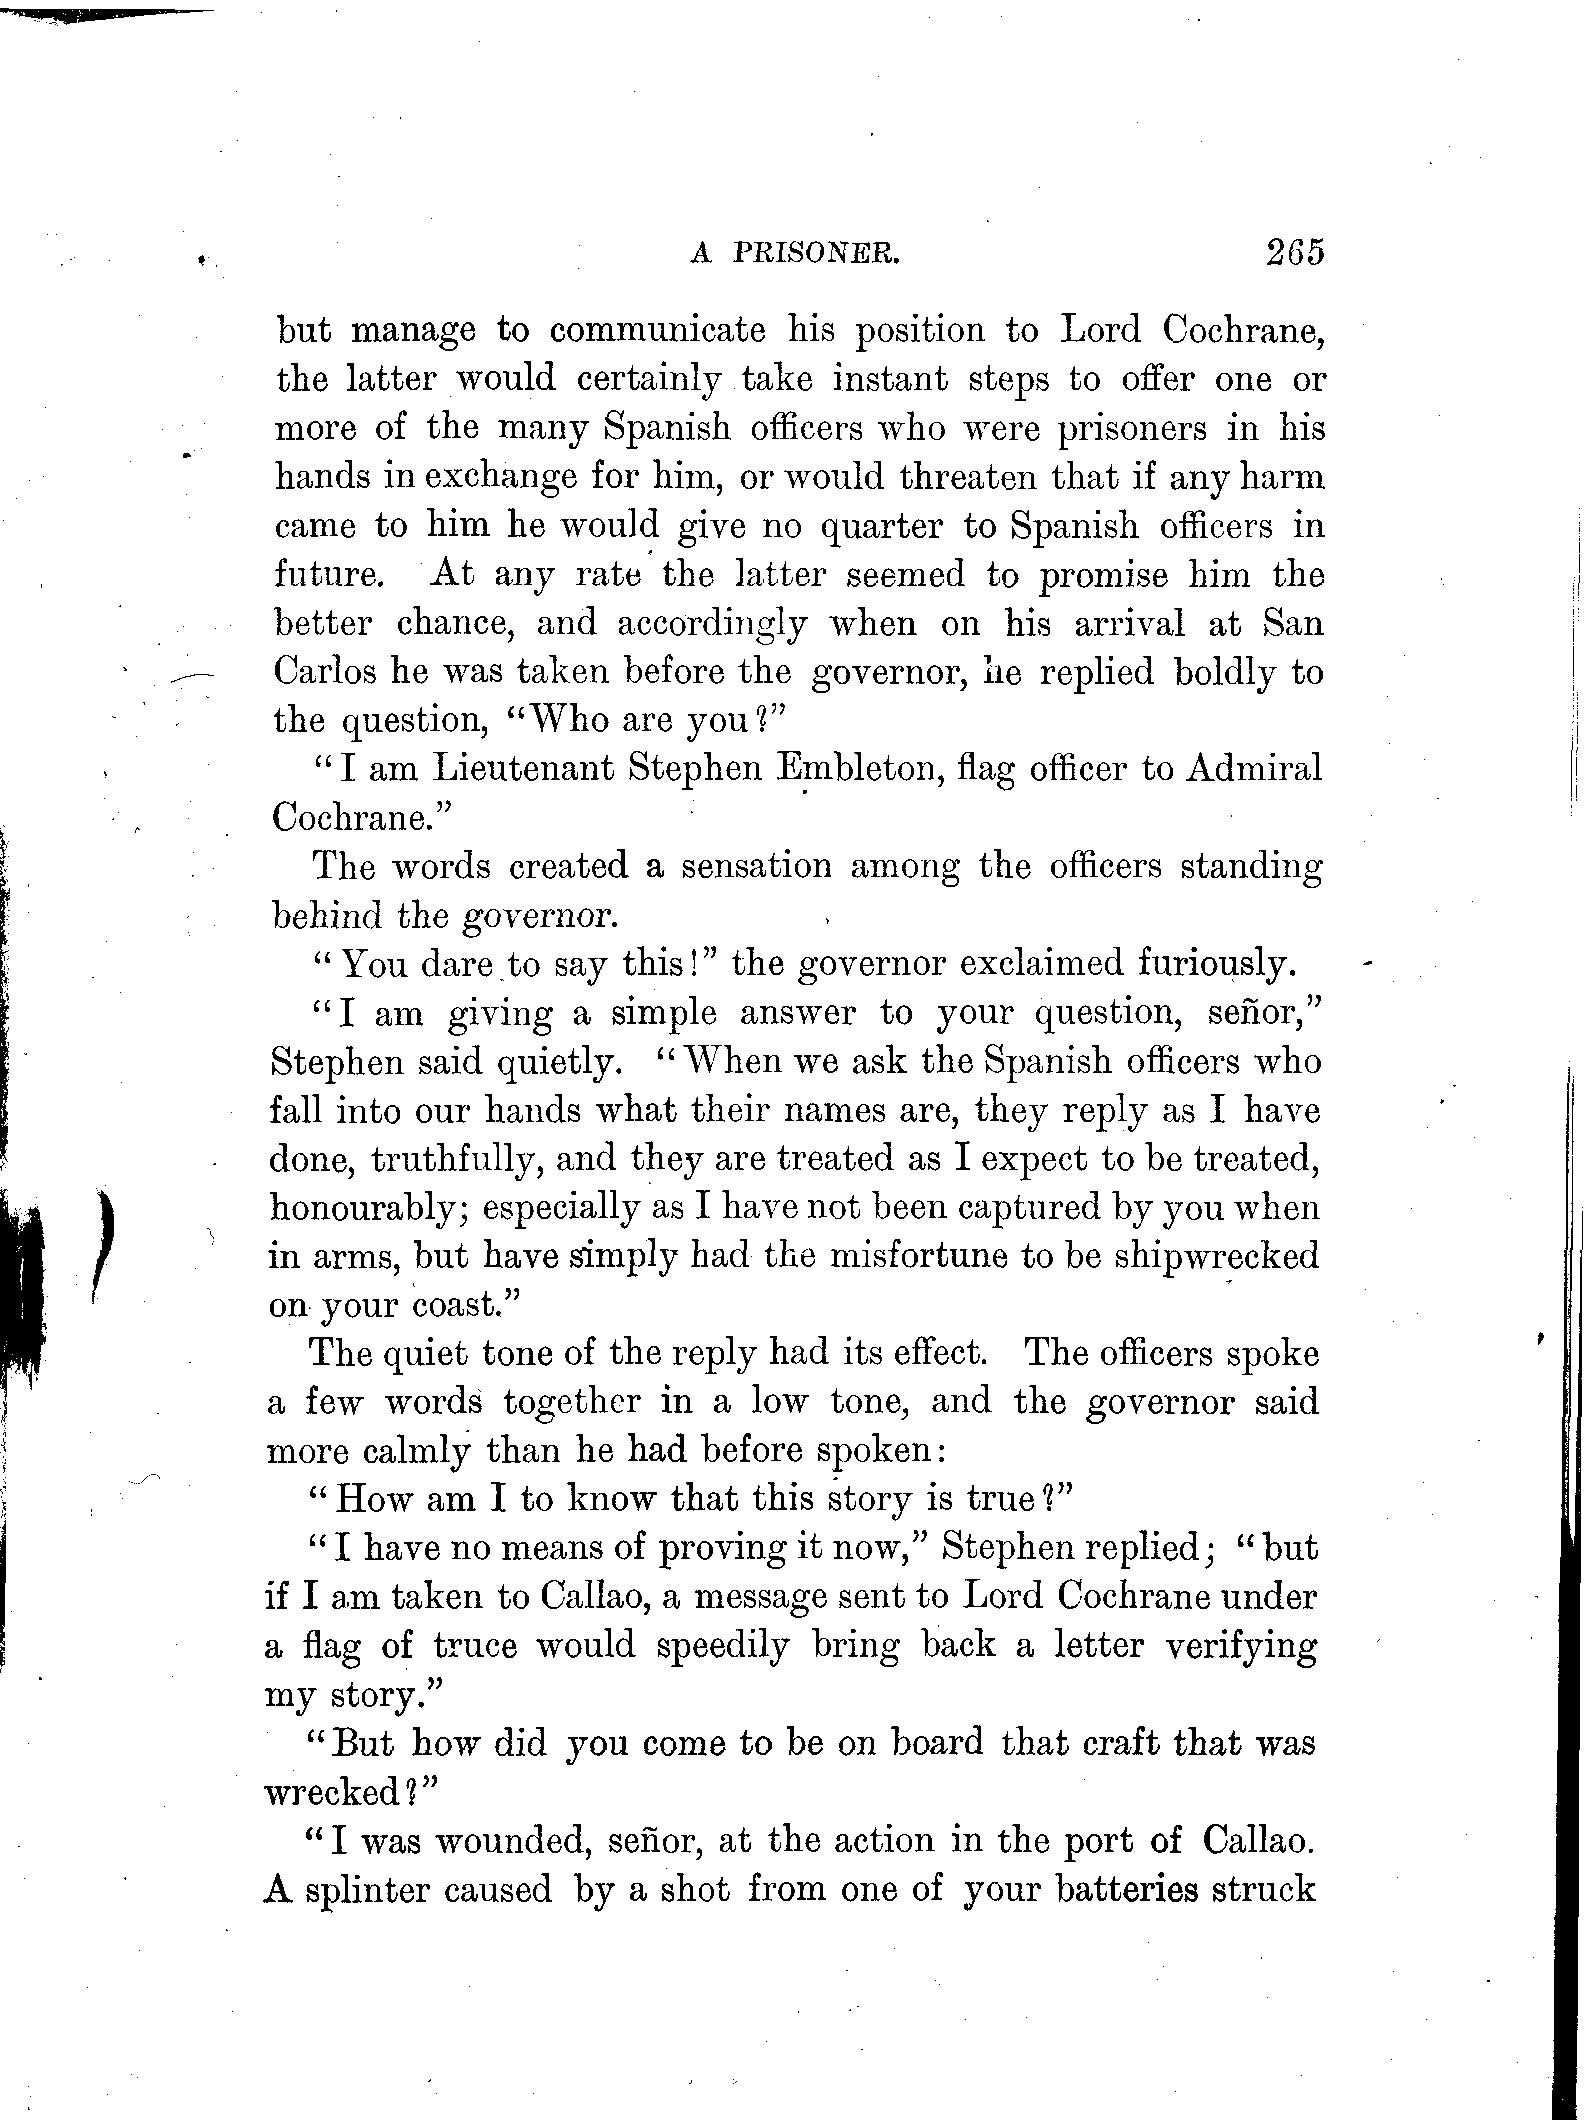 A PRISONER. 265
but manage to communicate his position to Lord Cochrane,
the latter would certainly take instant steps to offer one or
more of the many Spanish officers who were prisoners in his
hands in exchange for him, or would threaten that if any harm
came to him he would give no quarter to Spanish officers in
future. At any rate the latter seemed to promise him the
better chance, and accordingly when on his arrival at San
Carlos he was taken before the governor, he replied boldly to
the question, "Who are you?"
"I am Lieutenant Stephen Embleton, flag officer to Admiral
Cochrane."
The words created a sensation among the officers standing
behind the governor.
"You dare to say this!" the governor exclaimed furiously.
"I am giving a simple answer to your question, señor,"
Stephen said quietly. "When we ask the Spanish officers who
fall into our hands what their names are, they reply as I have
done, truthfully, and they are treated as I expect to be treated,
honourably; especially as I have not been captured by you when
in arms, but have simply had the misfortune to be shipwrecked
on your coast."
The quiet tone of the reply had its effect. The officers spoke
a few words together in a low tone, and the governor said
more calmly than he had before spoken:
"How am I to know that this story is true?"
"I have no means of proving it now," Stephen replied; "but
if I am taken to Callao, a message sent to Lord Cochrane under
a flag of truce would speedily bring back a letter verifying
my story."
"But how did you come to be on board that craft that was
wrecked?"
"I was wounded, señor, at the action in the port of Callao.
A splinter caused by a shot from one of your batteries struck